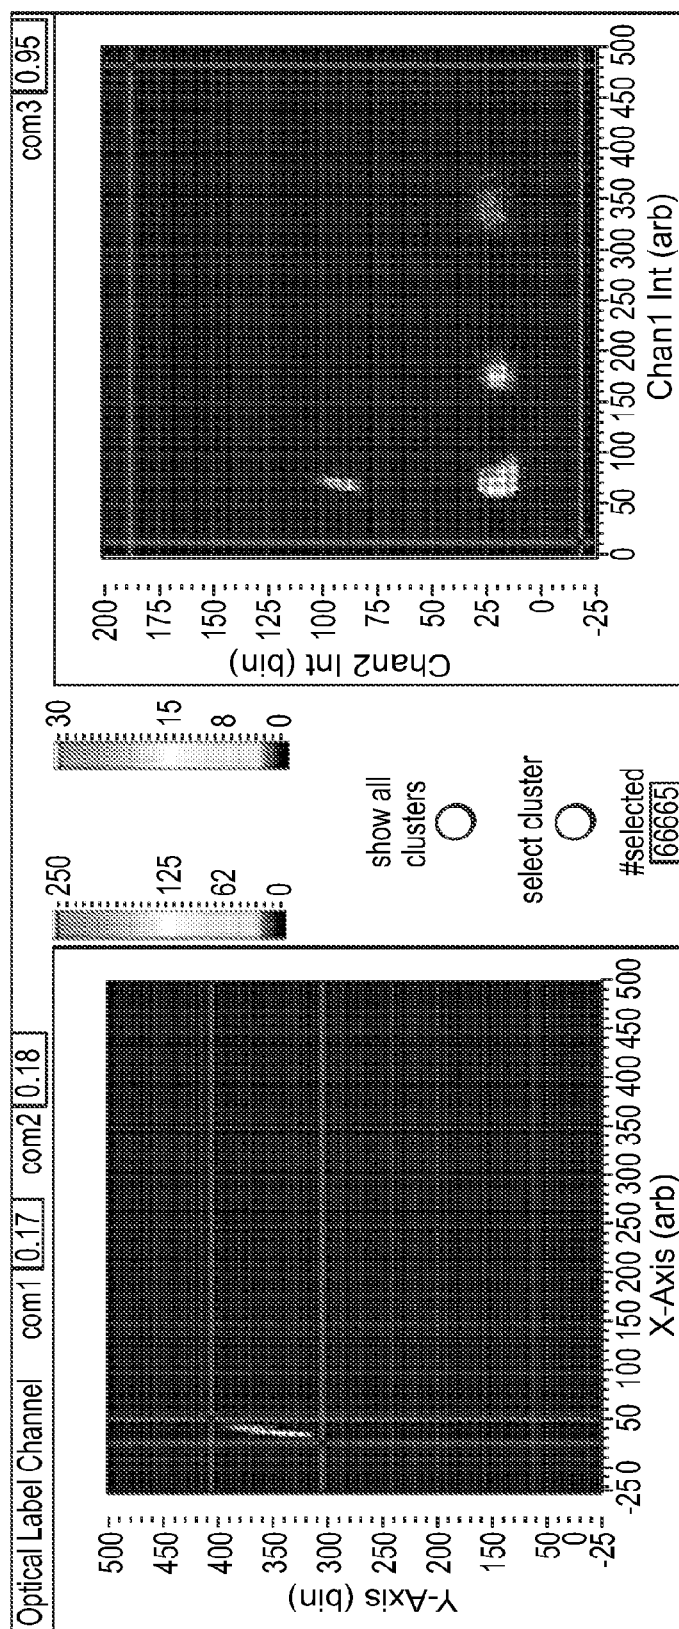 Optical Label Channel com1 0.17 com2 0.18 com3 0.95
500
450
400
350
300
250
200
150
50
0
-25
Y-Axis (bin)
-250 50 100 150 200 250 300 350 400 450 500
X-Axis (arb)
250
125
62
0
30
15
8
0
show all
clusters
select cluster
#selected
66665
200
175
150
125
100
75
50
25
0
-25
Chan2 Int (bin)
0 50 100 150 200 250 300 350 400 450 500
Chan1 Int (arb)